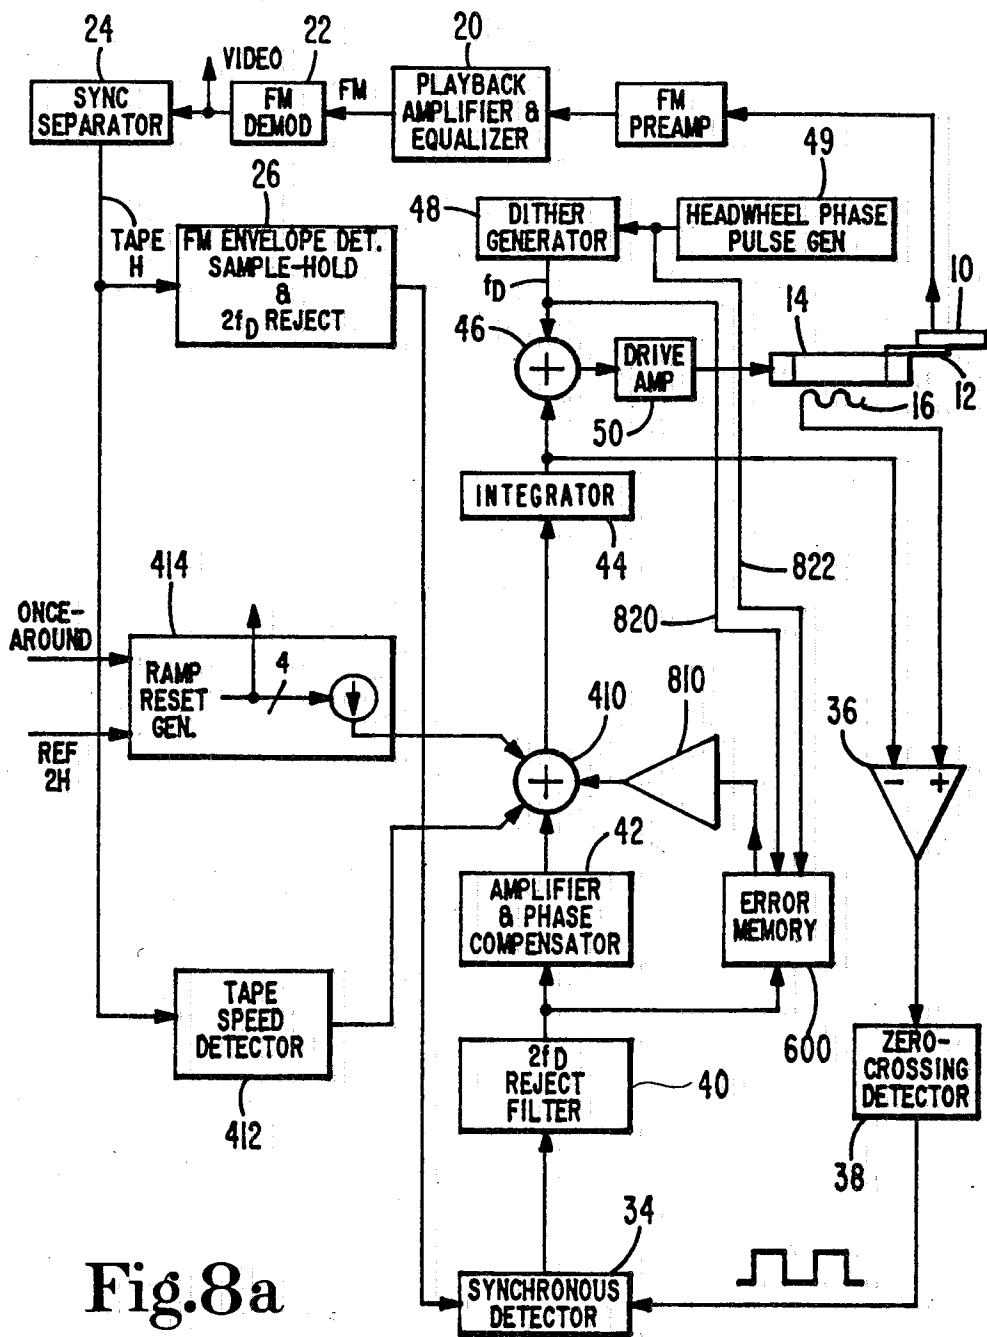 24
VIDEO
22
20
SYNC
SEPARATOR
FM
DEMOD
FM
PLAYBACK
AMPLIFIER &
EQUALIZER
FM
PREAMP
49
26
48
DITHER
GENERATOR
HEADWHEEL PHASE
PULSE GEN
TAPE
H
FM ENVELOPE DET.
SAMPLE-HOLD
&
2fD REJECT
fD
10
14
46
+
DRIVE
AMP
12
16
50
INTEGRATOR
44
822
414
820
ONCE-
AROUND
RAMP
RESET
GEN.
4
410
810
36
REF
2H
+
- +
42
AMPLIFIER
& PHASE
COMPENSATOR
ERROR
MEMORY
TAPE
SPEED
DETECTOR
600
2fD
REJECT
FILTER
40
ZERO-
CROSSING
DETECTOR
412
38
34
SYNCHRONOUS
DETECTOR
Fig.8a